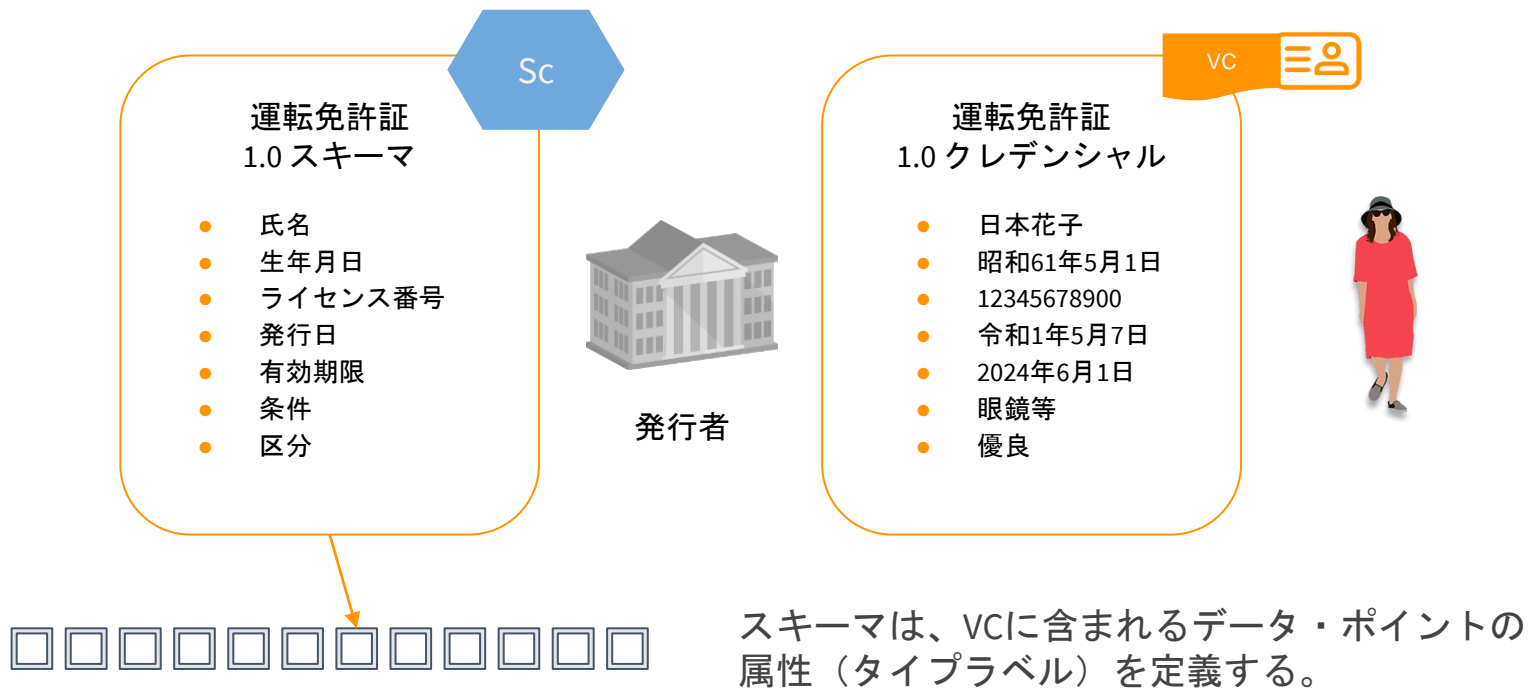 Sc
運転免許証
1.0 スキーマ
氏名
生年月日
ライセンス番号
発行日
有効期限
条件
区分
発行者
VC
運転免許証
1.0 クレデンシャル
日本花子
昭和61年5月1日
12345678900
令和1年5月7日
2024年6月1日
眼鏡等
優良
スキーマは、VCに含まれるデータ・ポイントの
属性（タイプラベル）を定義する。